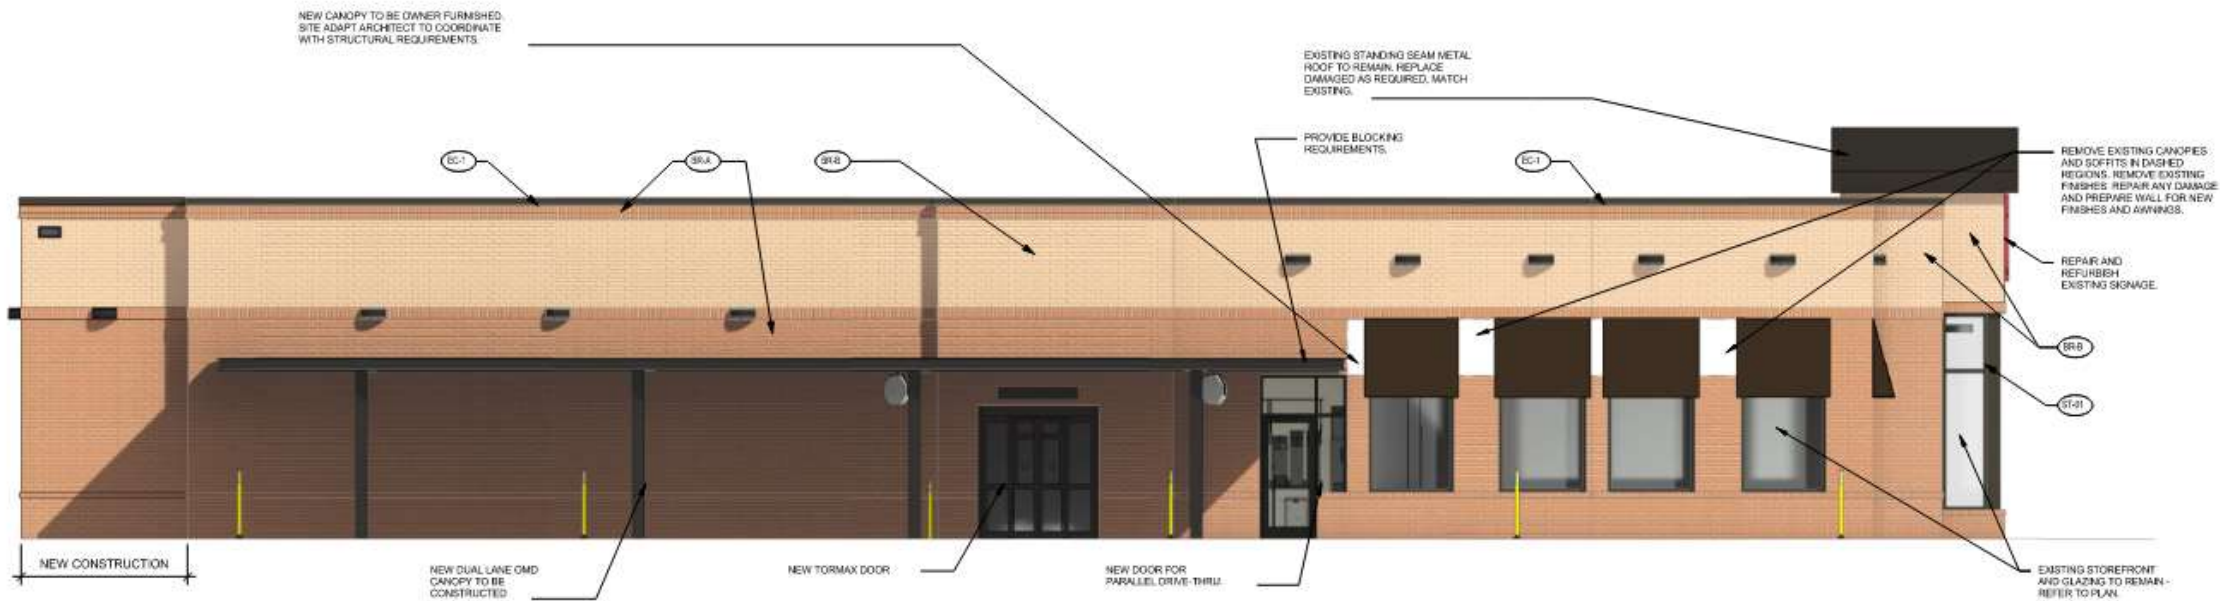 NEW CANOPY TO BE OWNER FURNISHED.
SITE ADAPT ARCHITECT TO COORDINATE
WITH STRUCTURAL REQUIREMENTS.
EXISTING STANDING SEAM METAL
ROOF TO REMAIN. REPLACE
DAMAGED AS REQUIRED, MATCH
EXISTING.
PROVIDE BLOCKING
REQUIREMENTS.
EC-1
BR-A
BR-B
EC-1
REMOVE EXISTING CANOPIES
AND SOFFITS IN DASHED
REGIONS. REMOVE EXISTING
FINISHES. REPAIR ANY DAMAGE
AND PREPARE WALL FOR NEW
FINISHES AND AWNINGS.
REPAIR AND
REFURBISH
EXISTING SIGNAGE.
BR-B
ST-01
NEW CONSTRUCTION
NEW DUAL LANE OMD
CANOPY TO BE
CONSTRUCTED
NEW TORMAX DOOR
NEW DOOR FOR
PARALLEL DRIVE-THRU.
EXISTING STOREFRONT
AND GLAZING TO REMAIN -
REFER TO PLAN.